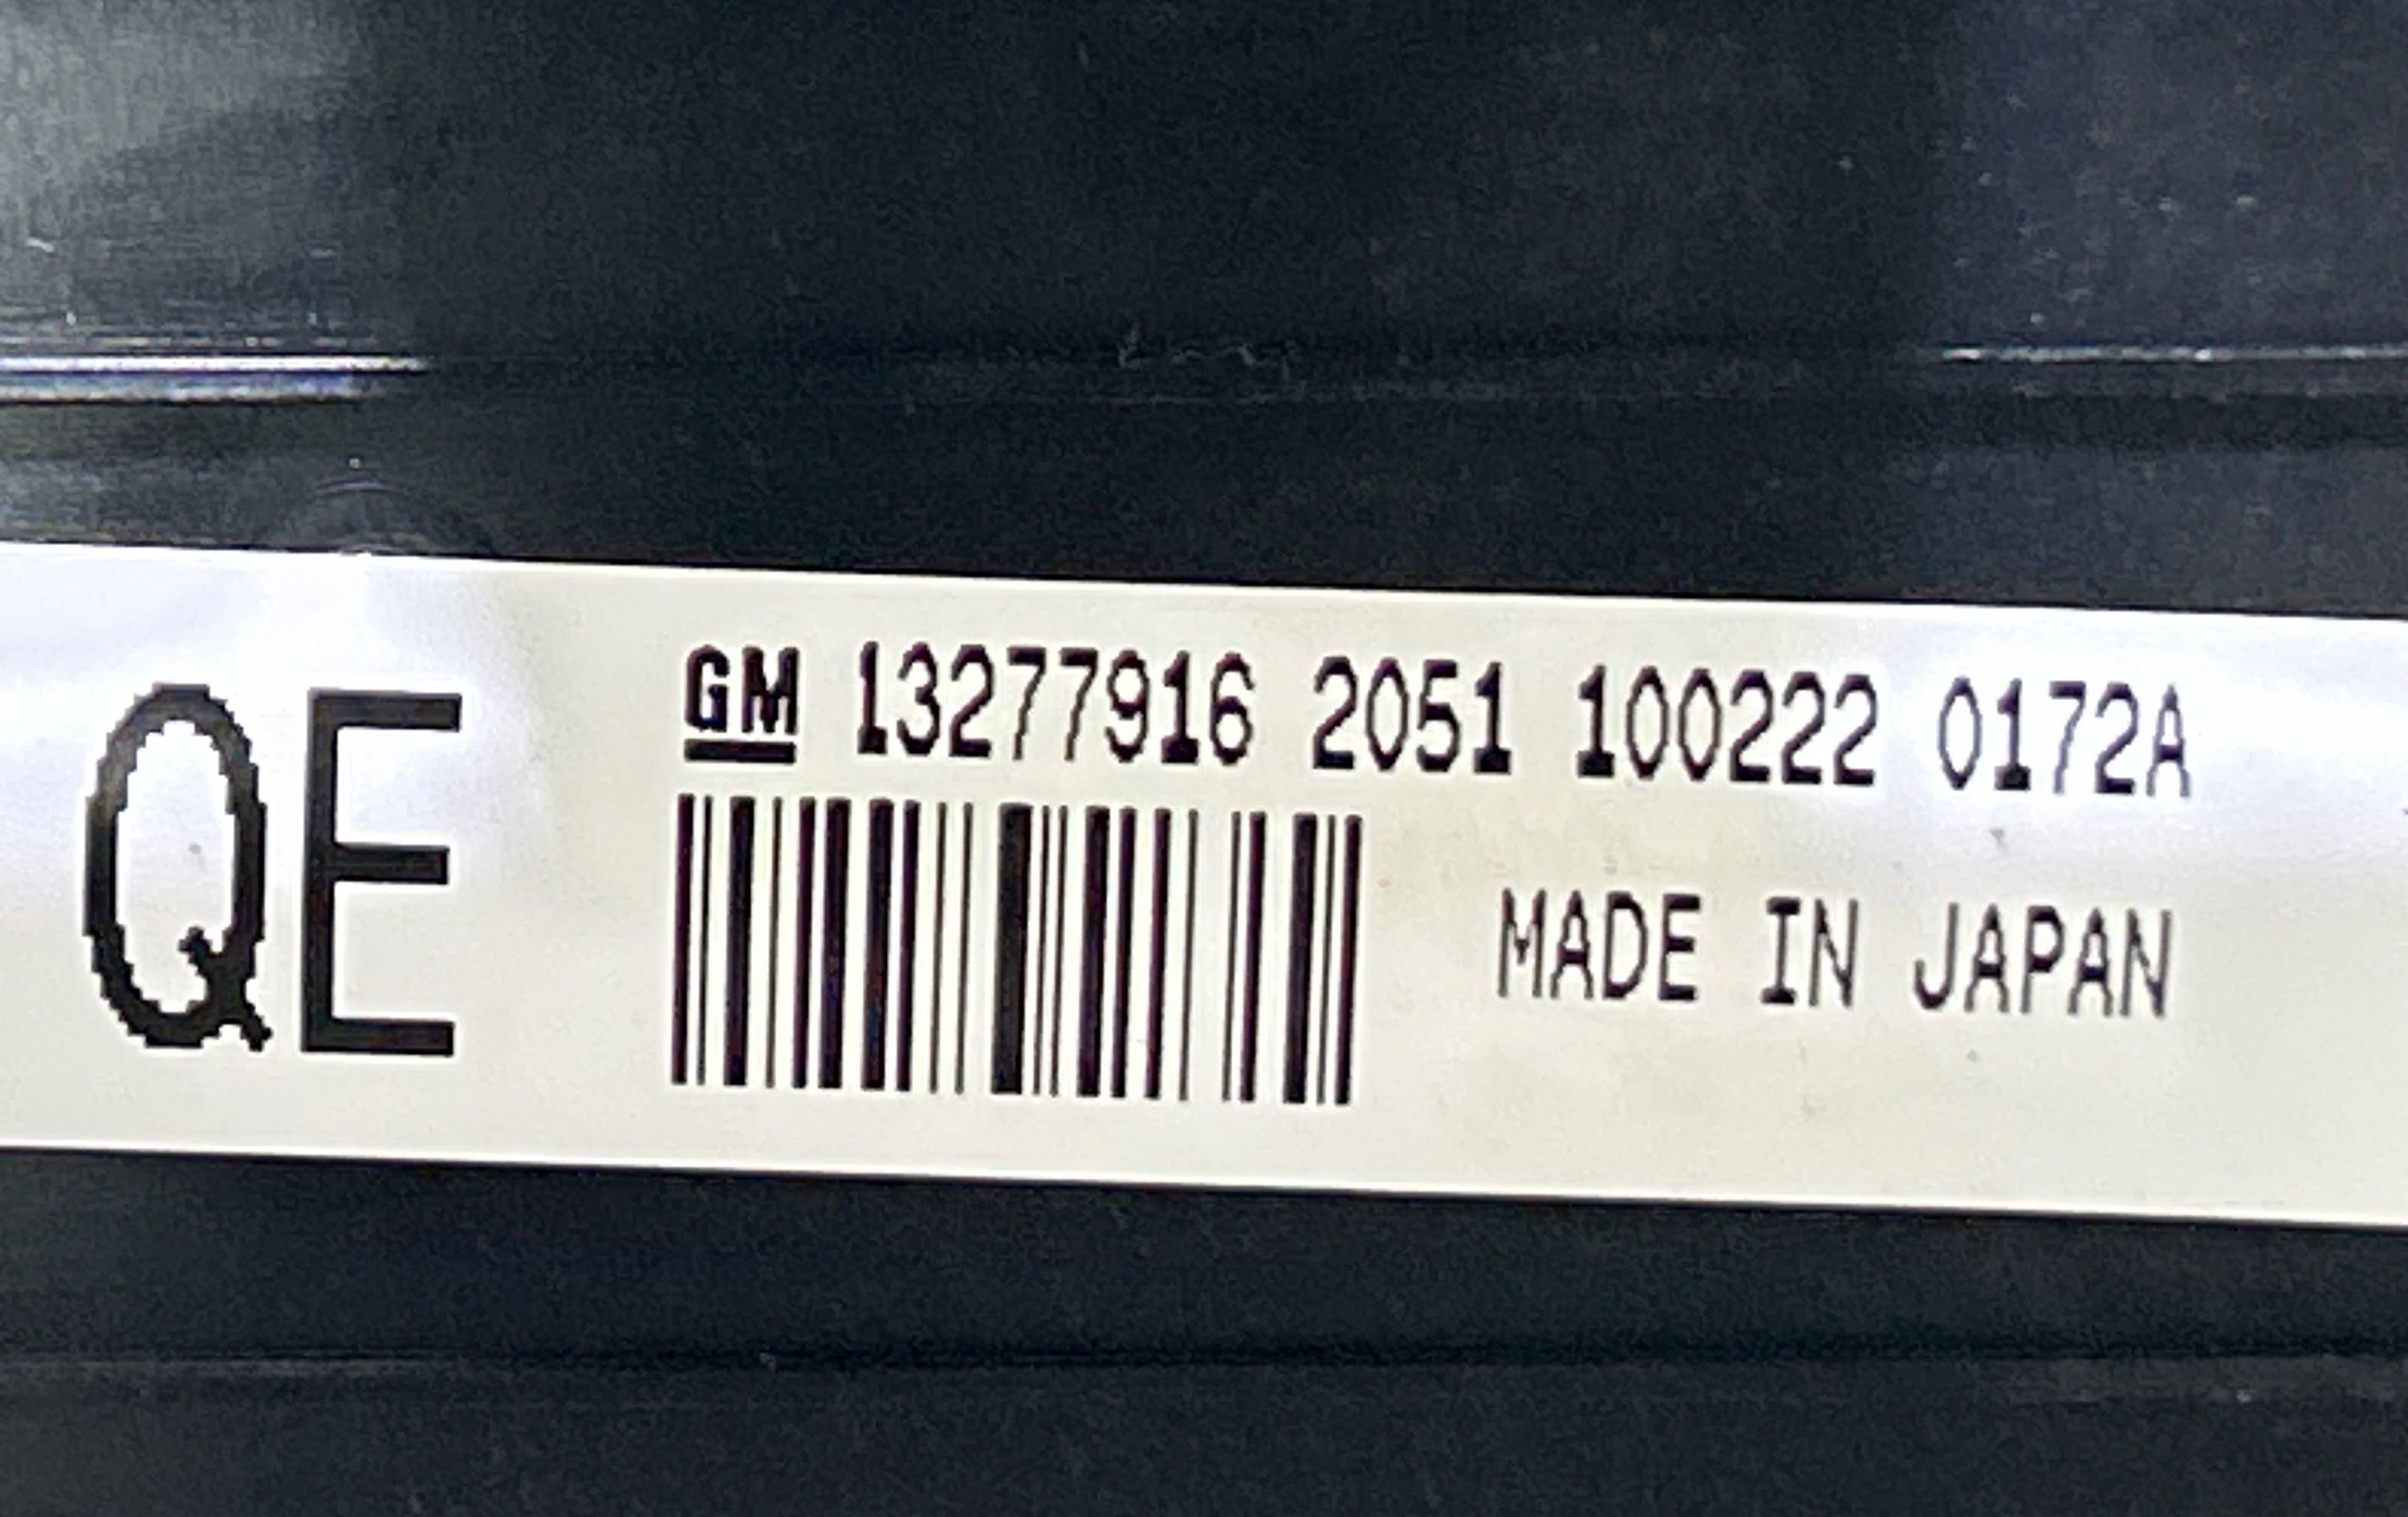 QE
GM 13277916 2051 100222 0172A
MADE IN JAPAN